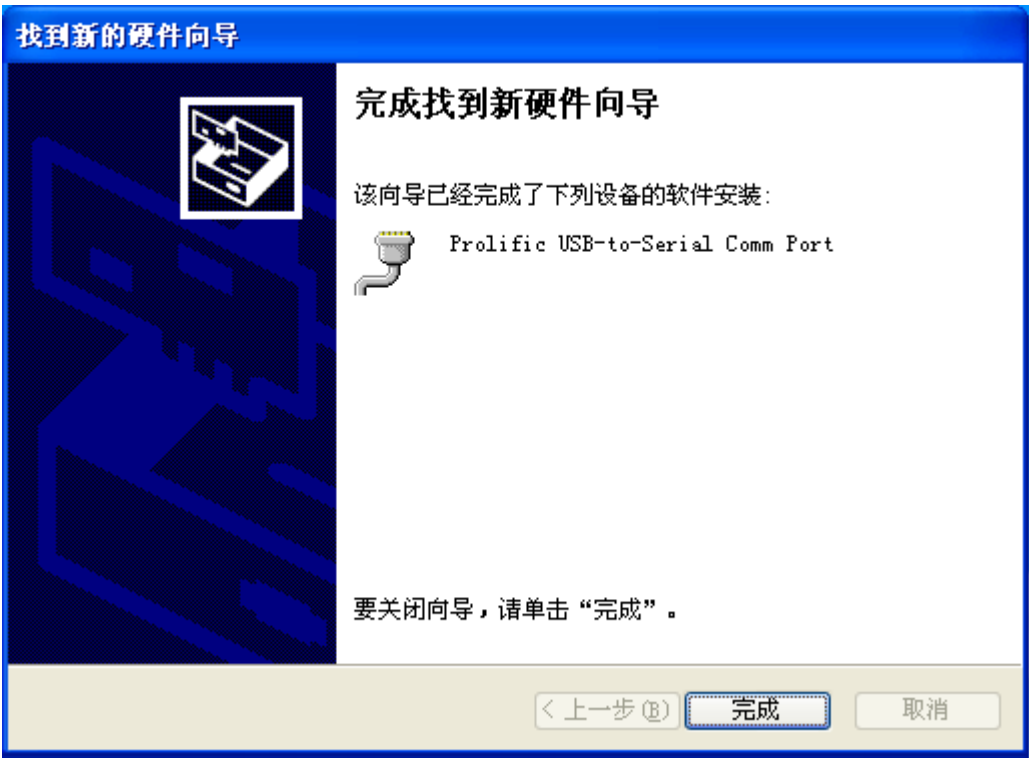 找到新的硬件向导
完成找到新硬件向导
该向导已经完成了下列设备的软件安装:
Prolific USB-to-Serial Comm Port
要关闭向导，请单击“完成”。
< 上一步(B)
完成
取消